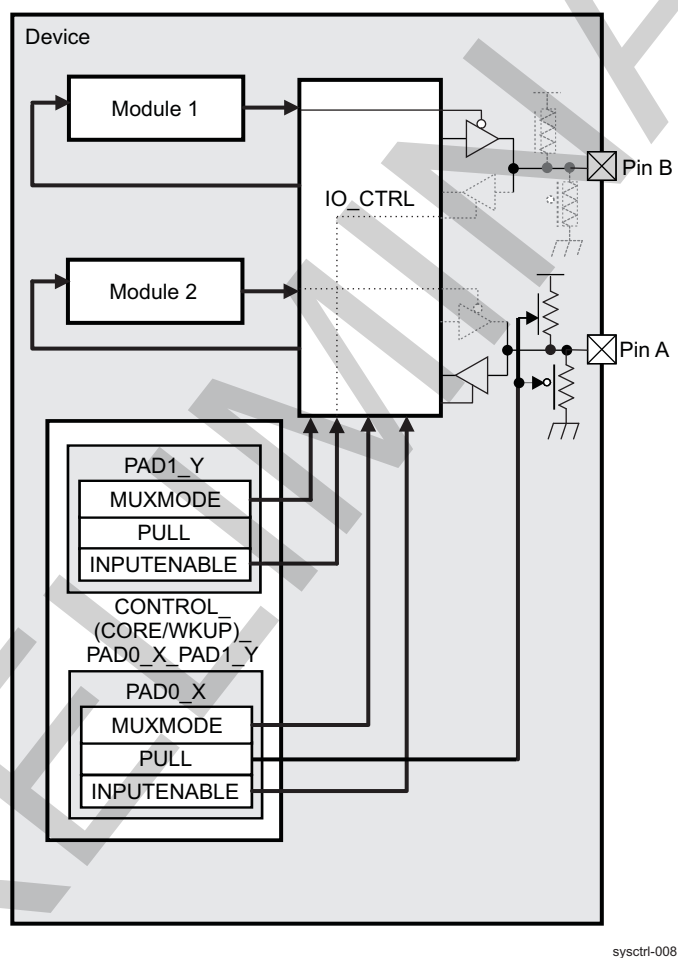 Device
Module 1
IO_CTRL
Pin B
Module 2
Pin A
PAD1_Y
MUXMODE
PULL
INPUTENABLE
CONTROL_
(CORE/WKUP)_
PAD0_X_PAD1_Y
PAD0_X
MUXMODE
PULL
INPUTENABLE
sysctrl-008